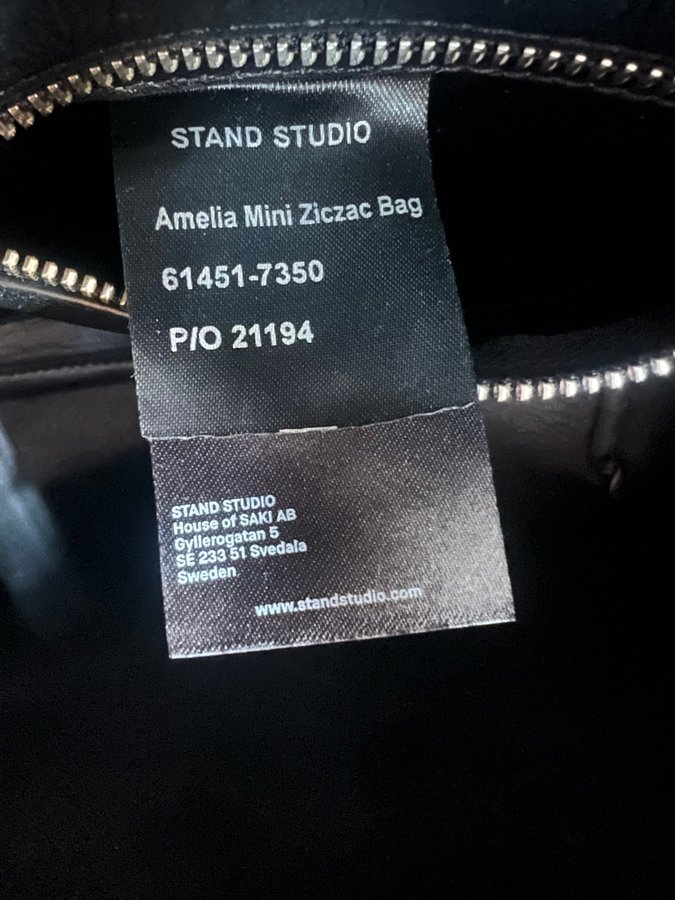 STAND STUDIO
Amelia Mini Ziczac Bag
61451-7350
P/O 21194
STAND STUDIO
House of SAKI AB
Gyllerogatan 5
SE 233 51 Svedala
Sweden
www.standstudio.com